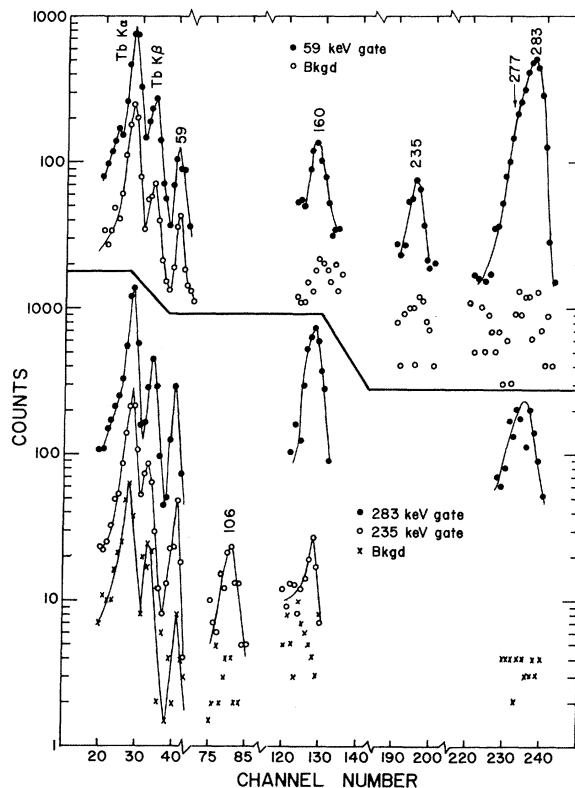 1000
100
1000
100
10
1
COUNTS
Tb Kα
Tb Kβ
59
● 59 keV gate
○ Bkgd
160
235
277
283
106
● 283 keV gate
○ 235 keV gate
x Bkgd
20 30 40 75 85 120 130 140 190 200 220 230 240
CHANNEL NUMBER